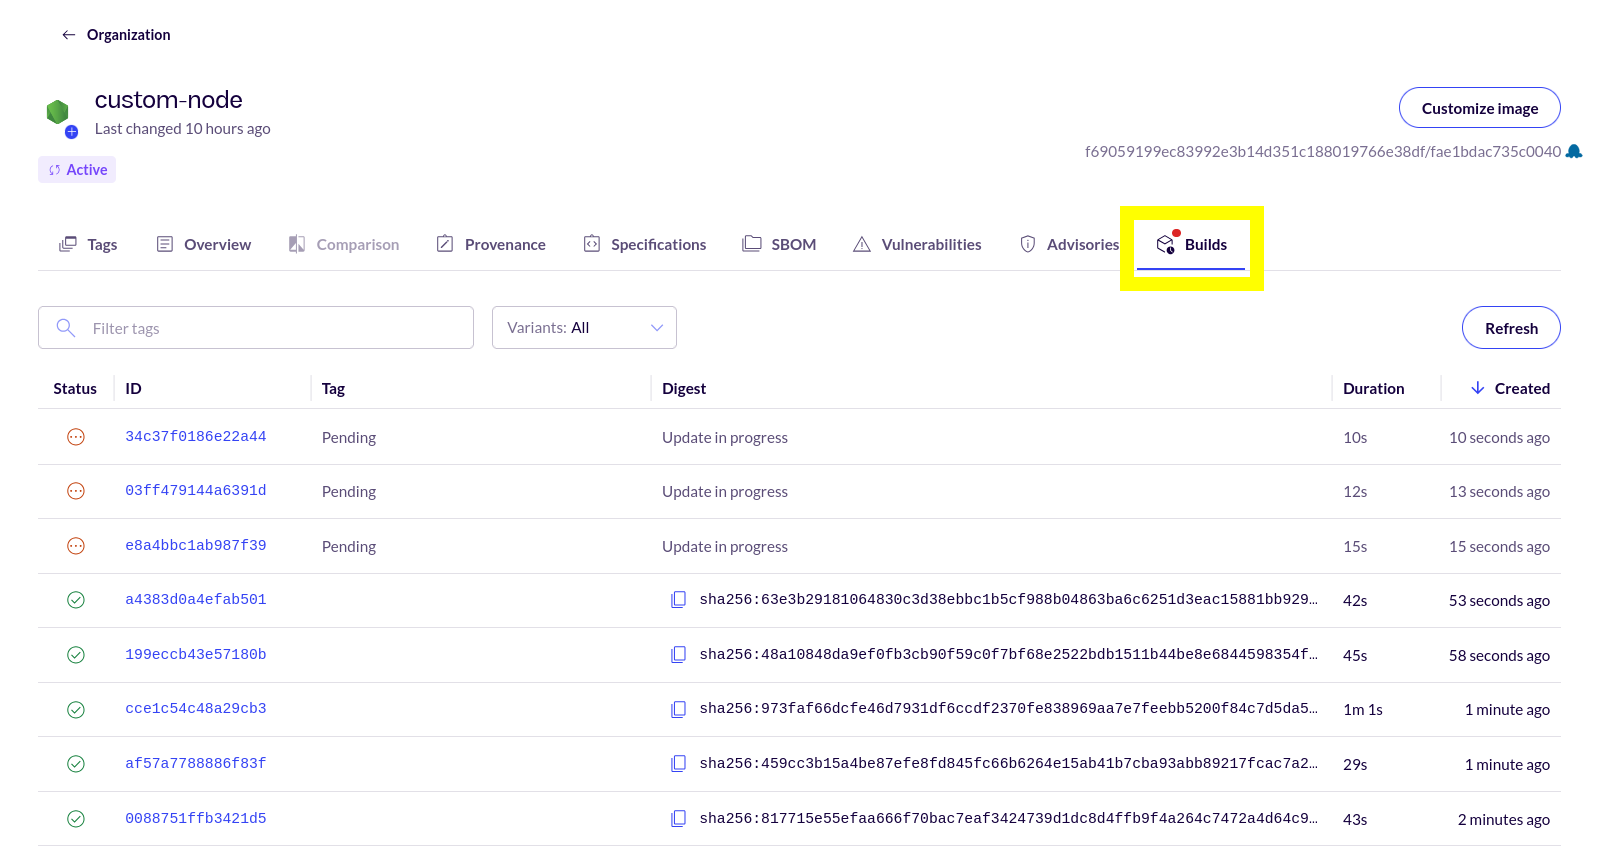 Organization
custom-node
Last changed 10 hours ago
Customize image
f69059199ec83992e3b14d351c188019766e38df/fae1bdac735c0040
Active
Tags Overview Comparison Provenance Specifications SBOM Vulnerabilities Advisories Builds
Filter tags Variants: All Refresh
Status ID Tag Digest Duration Created
34c37f0186e22a44 Pending Update in progress 10s 10 seconds ago
03ff479144a6391d Pending Update in progress 12s 13 seconds ago
e8a4bbc1ab987f39 Pending Update in progress 15s 15 seconds ago
a4383d0a4efab501 sha256:63e3b29181064830c3d38ebbc1b5cf988b04863ba6c6251d3eac15881bb929… 42s 53 seconds ago
199eccb43e57180b sha256:48a10848da9ef0fb3cb90f59c0f7bf68e2522bdb1511b44be8e6844598354f… 45s 58 seconds ago
cce1c54c48a29cb3 sha256:973faf66dcfe46d7931df6ccdf2370fe838969aa7e7feebb5200f84c7d5da5… 1m 1s 1 minute ago
af57a7788886f83f sha256:459cc3b15a4be87efe8fd845fc66b6264e15ab41b7cba93abb89217fcac7a2… 29s 1 minute ago
0088751ffb3421d5 sha256:817715e55efaa666f70bac7eaf3424739d1dc8d4ffb9f4a264c7472a4d64c9… 43s 2 minutes ago